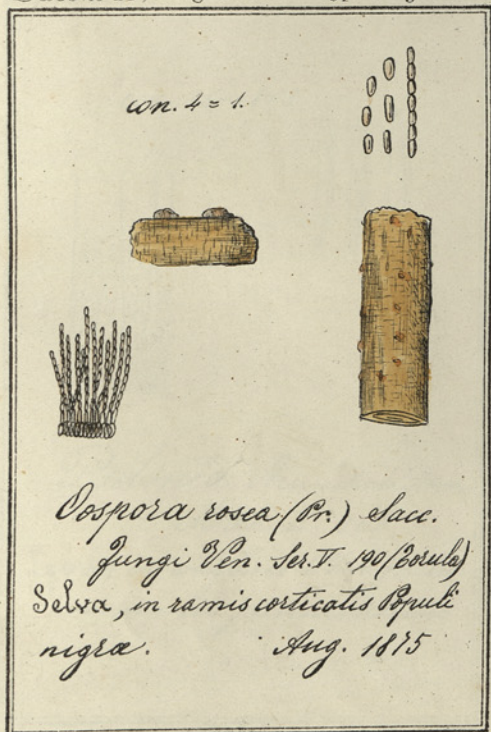 con. 4 = 1.
Oospora rosea (Pr.) Sacc.
Fungi Ven. Ser. V. 190 (Torula)
Selva, in ramis corticatis Populi
nigræ. Aug. 1875